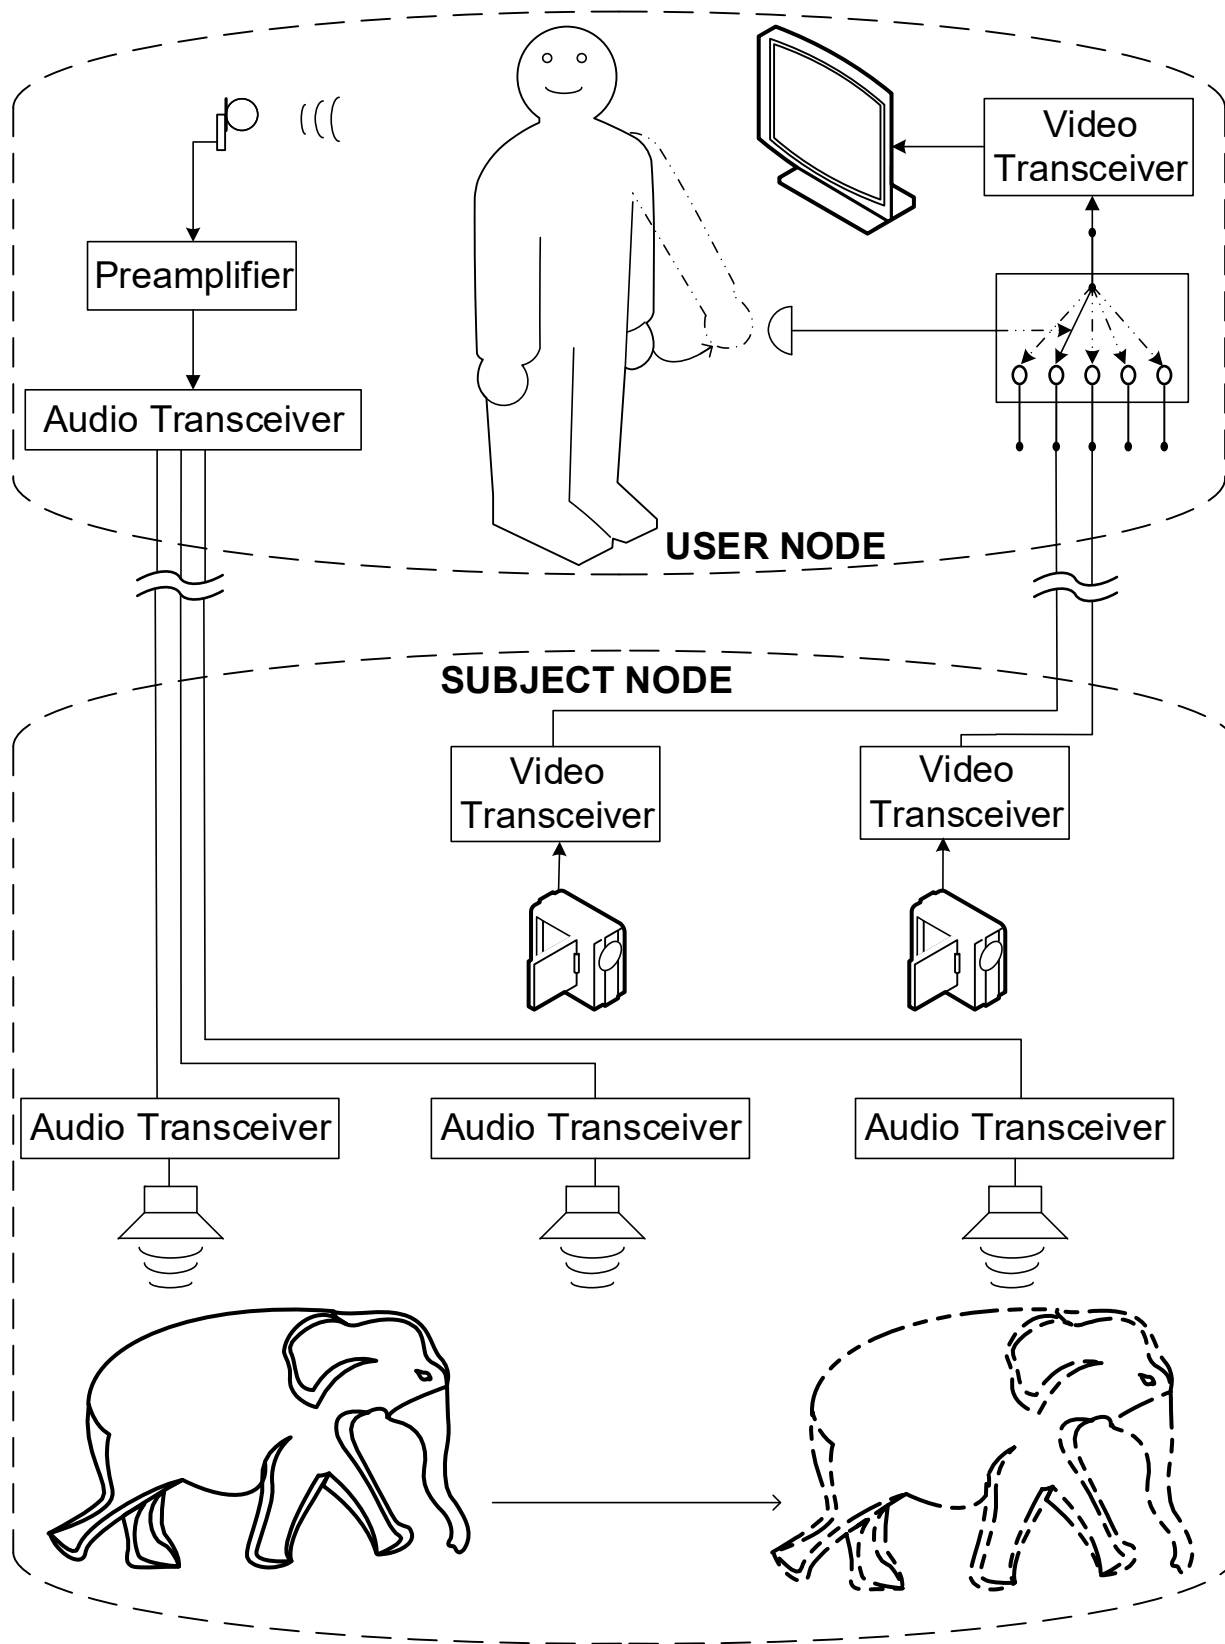 Video
Transceiver
Preamplifier
Audio Transceiver
USER NODE
SUBJECT NODE
Video
Transceiver
Video
Transceiver
Audio Transceiver
Audio Transceiver
Audio Transceiver